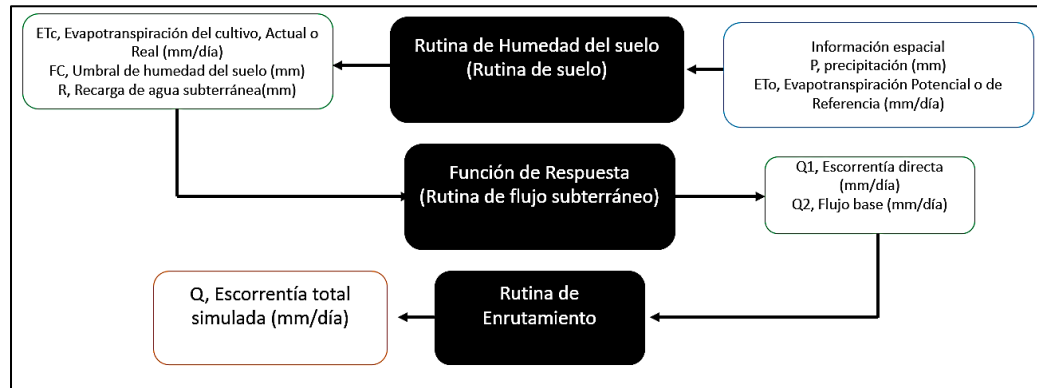 ETc, Evapotranspiración del cultivo, Actual o
Real (mm/día)
FC, Umbral de humedad del suelo (mm)
R, Recarga de agua subterránea(mm)
Rutina de Humedad del suelo
(Rutina de suelo)
Información espacial
P, precipitación (mm)
ETo, Evapotranspiración Potencial o de
Referencia (mm/día)
Función de Respuesta
(Rutina de flujo subterráneo)
Q1, Escorrentía directa
(mm/día)
Q2, Flujo base (mm/día)
Q, Escorrentía total
simulada (mm/día)
Rutina de
Enrutamiento